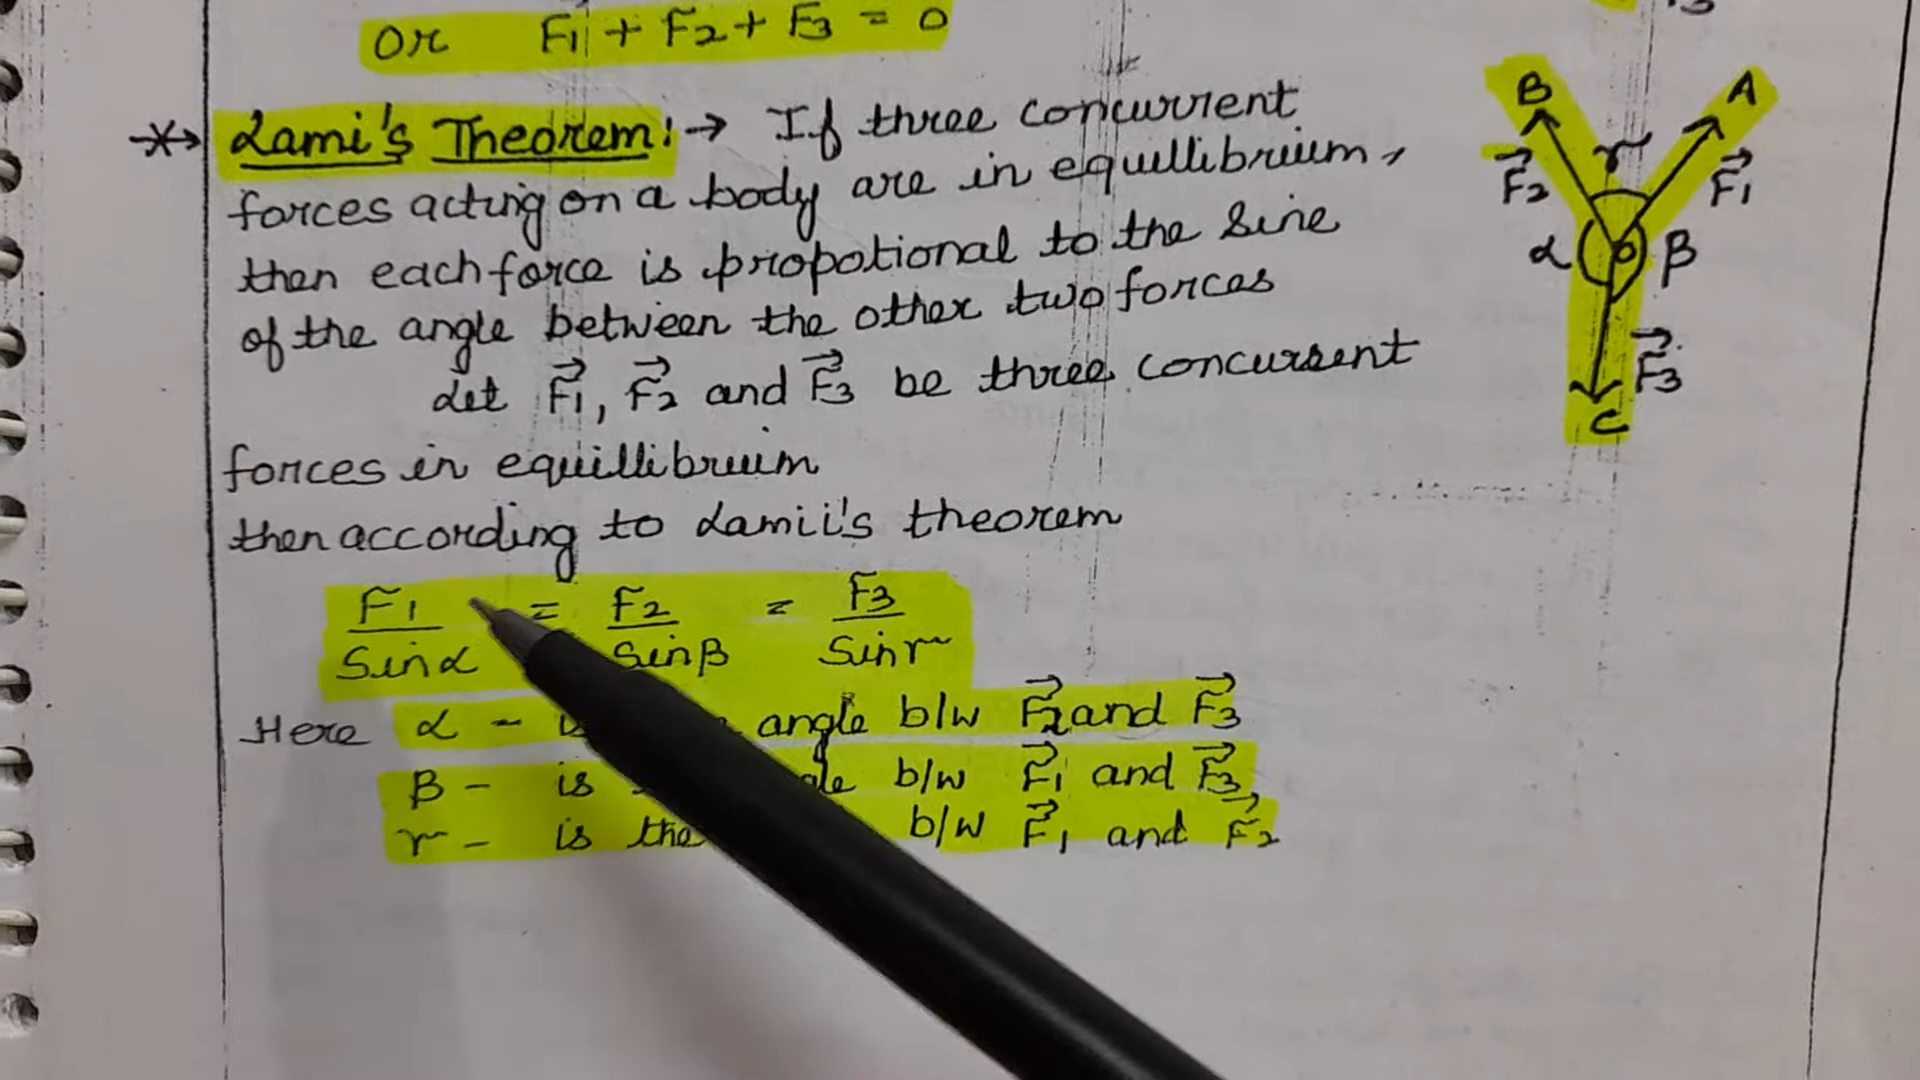 Or F1 + F2 + F3 = 0
Lami's Theorem:→ If three concurrent
forces acting on a body are in equillibrium,
then each force is propotional to the Sine
of the angle between the other two forces
Let F1, F2 and F3 be three concurrent
forces in equillibrium
then according to Lamii's theorem
F1 = F2 = F3
Sinα Sinβ Sinr
Here α - is angle b/w F2 and F3
β - is b/w F1 and F3
r - is the b/w F1 and F2
B A
F2 r F1
α O β
F3
C